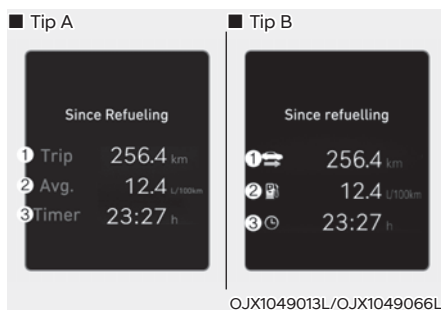 ■ Tip A
■ Tip B
Since Refueling
① Trip 256.4 km
② Avg. 12.4 L/100km
③ Timer 23:27 h
Since refuelling
① 256.4 km
② 12.4 L/100km
③ 23:27 h
OJX1049013L/OJX1049066L